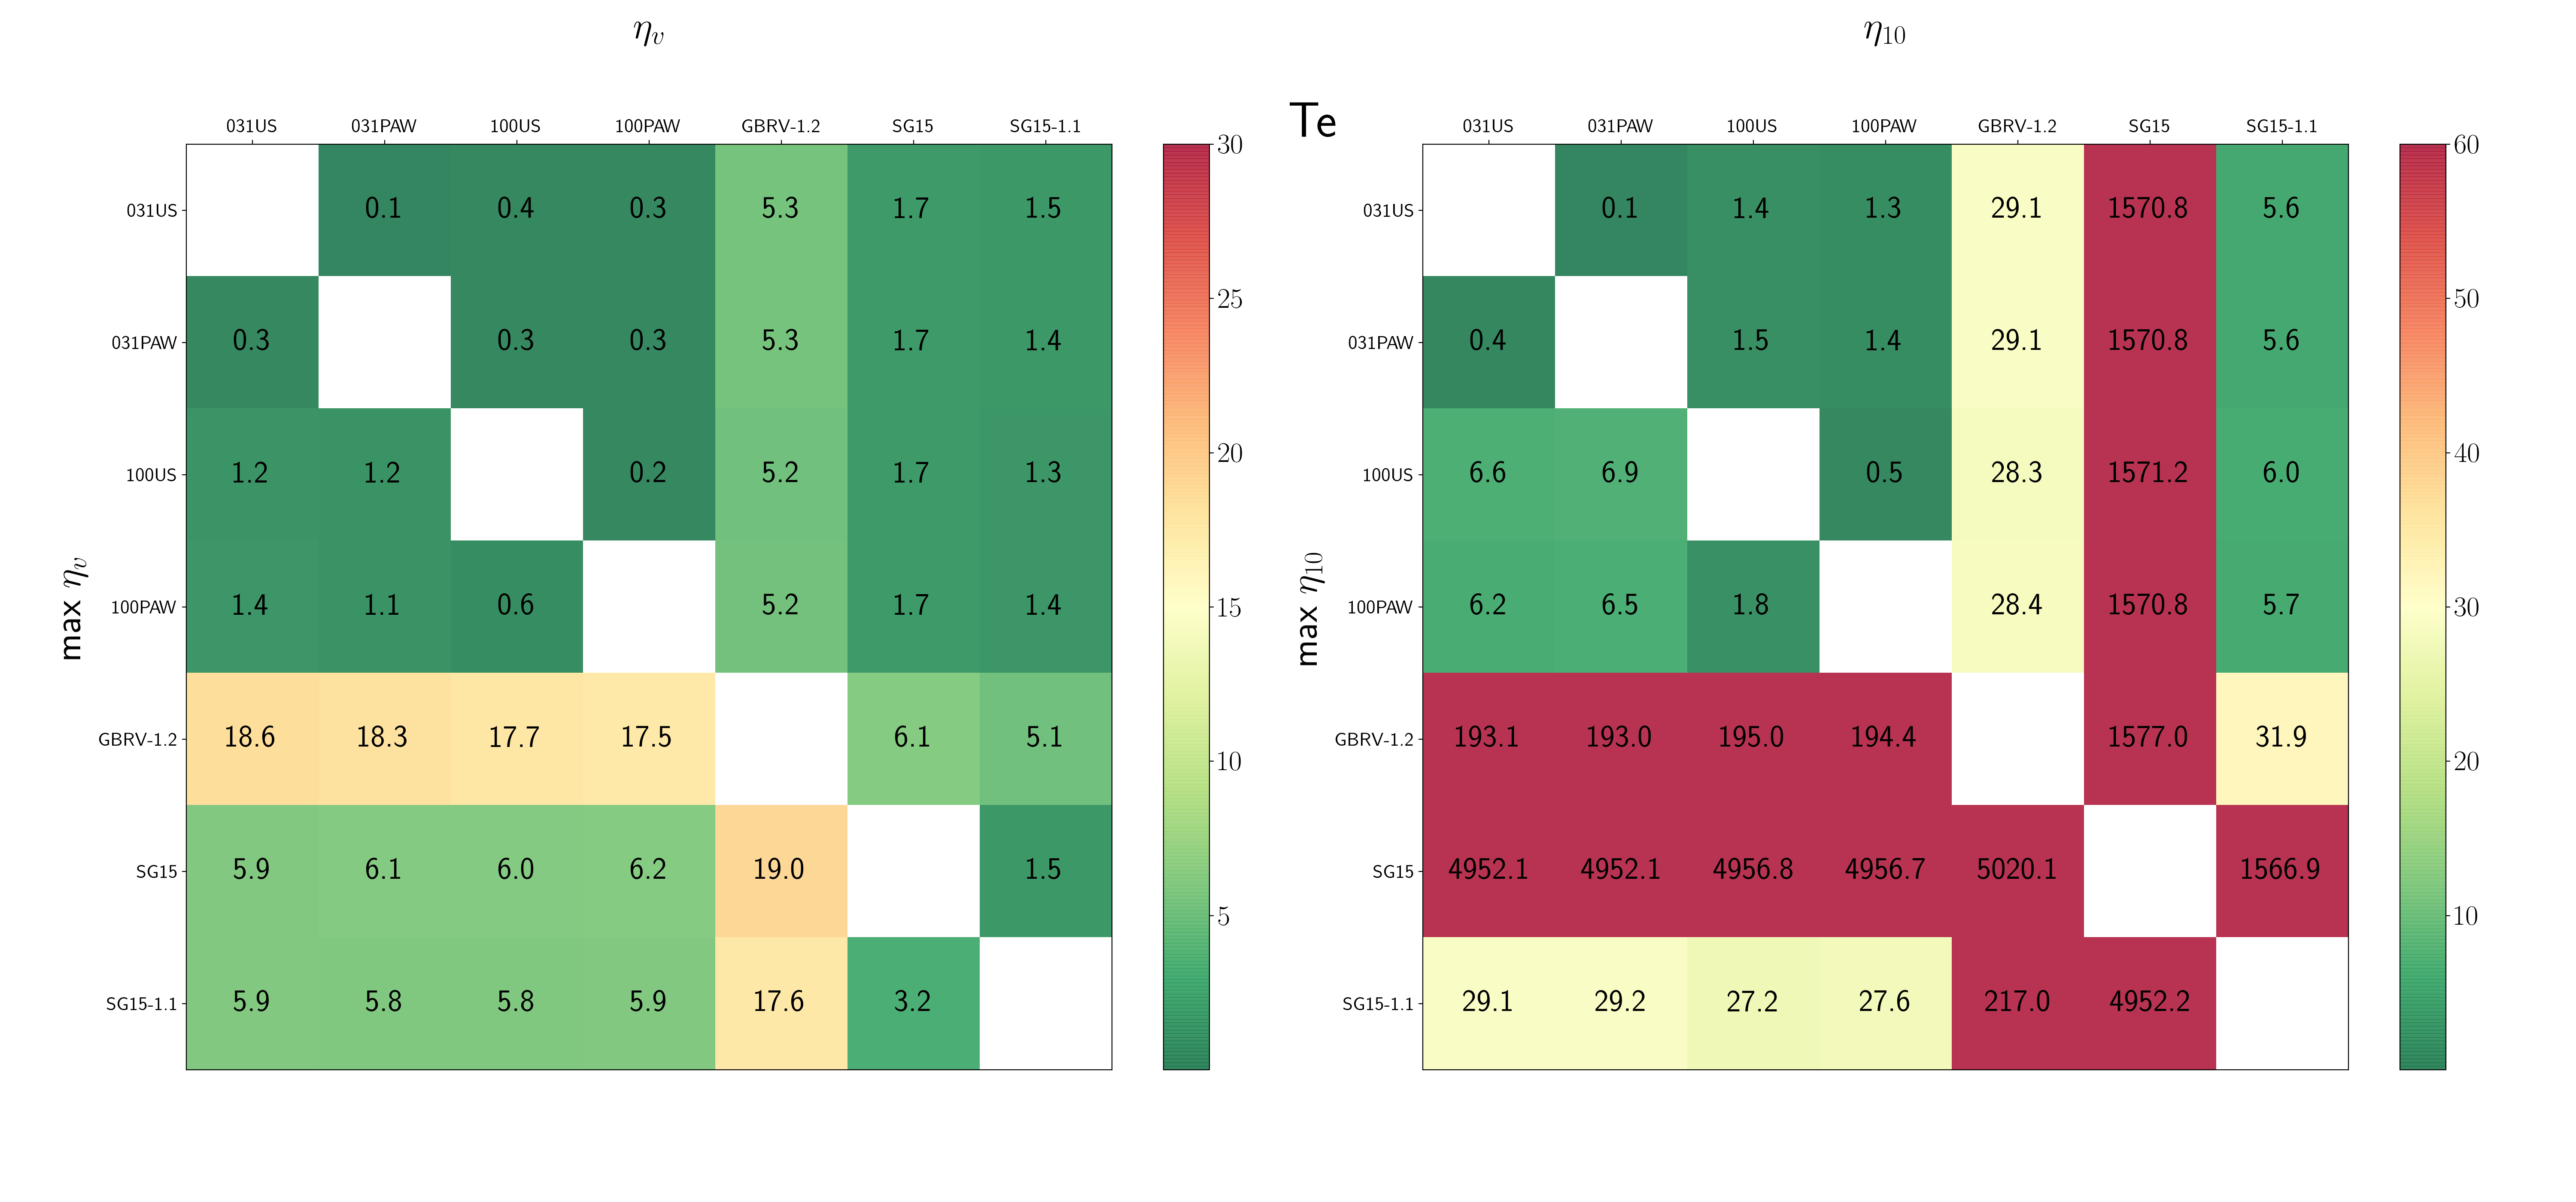 η_v
η_10
Te
031US 031PAW 100US 100PAW GBRV-1.2 SG15 SG15-1.1
031US 0.1 0.4 0.3 5.3 1.7 1.5
031PAW 0.3 0.3 0.3 5.3 1.7 1.4
100US 1.2 1.2 0.2 5.2 1.7 1.3
100PAW 1.4 1.1 0.6 5.2 1.7 1.4
GBRV-1.2 18.6 18.3 17.7 17.5 6.1 5.1
SG15 5.9 6.1 6.0 6.2 19.0 1.5
SG15-1.1 5.9 5.8 5.8 5.9 17.6 3.2
max η_v
30
25
20
15
10
5
031US 031PAW 100US 100PAW GBRV-1.2 SG15 SG15-1.1
031US 0.1 1.4 1.3 29.1 1570.8 5.6
031PAW 0.4 1.5 1.4 29.1 1570.8 5.6
100US 6.6 6.9 0.5 28.3 1571.2 6.0
100PAW 6.2 6.5 1.8 28.4 1570.8 5.7
GBRV-1.2 193.1 193.0 195.0 194.4 1577.0 31.9
SG15 4952.1 4952.1 4956.8 4956.7 5020.1 1566.9
SG15-1.1 29.1 29.2 27.2 27.6 217.0 4952.2
max η_10
60
50
40
30
20
10